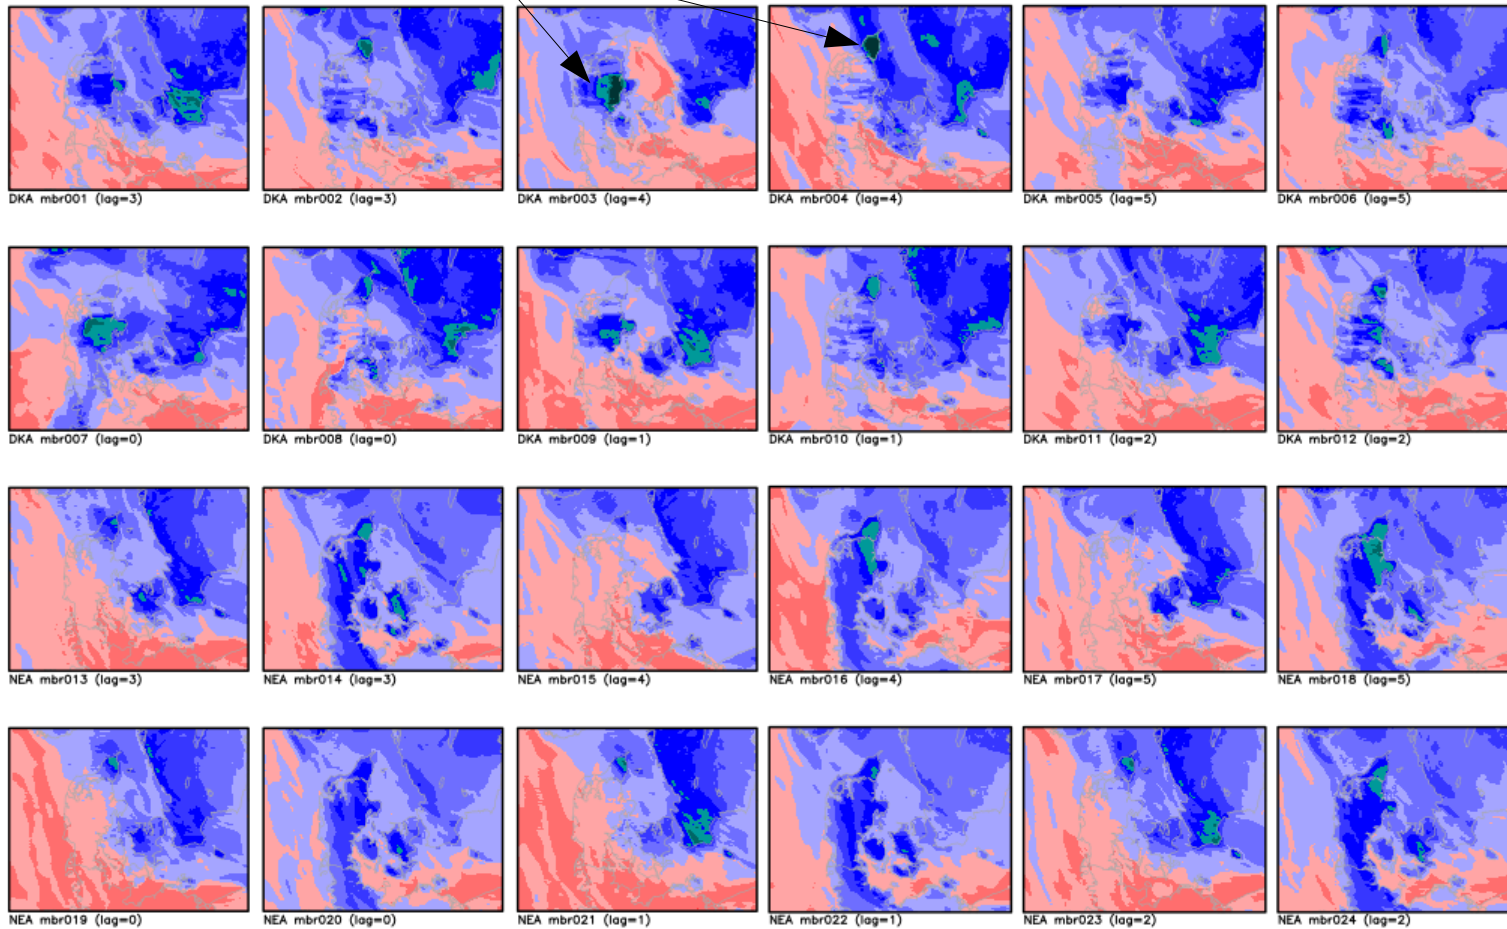 DKA mbr001 (lag=3)
DKA mbr002 (lag=3)
DKA mbr003 (lag=4)
DKA mbr004 (lag=4)
DKA mbr005 (lag=5)
DKA mbr006 (lag=5)
DKA mbr007 (lag=0)
DKA mbr008 (lag=0)
DKA mbr009 (lag=1)
DKA mbr010 (lag=1)
DKA mbr011 (lag=2)
DKA mbr012 (lag=2)
NEA mbr013 (lag=3)
NEA mbr014 (lag=3)
NEA mbr015 (lag=4)
NEA mbr016 (lag=4)
NEA mbr017 (lag=5)
NEA mbr018 (lag=5)
NEA mbr019 (lag=0)
NEA mbr020 (lag=0)
NEA mbr021 (lag=1)
NEA mbr022 (lag=1)
NEA mbr023 (lag=2)
NEA mbr024 (lag=2)